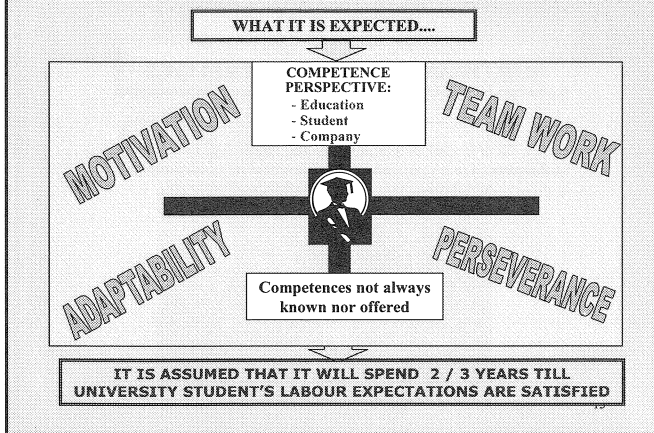 WHAT IT IS EXPECTED....
COMPETENCE
PERSPECTIVE:
- Education
- Student
- Company
MOTIVATION
TEAM WORK
ADAPTABILITY
PERSEVERANCE
Competences not always
known nor offered
IT IS ASSUMED THAT IT WILL SPEND 2 / 3 YEARS TILL
UNIVERSITY STUDENT'S LABOUR EXPECTATIONS ARE SATISFIED